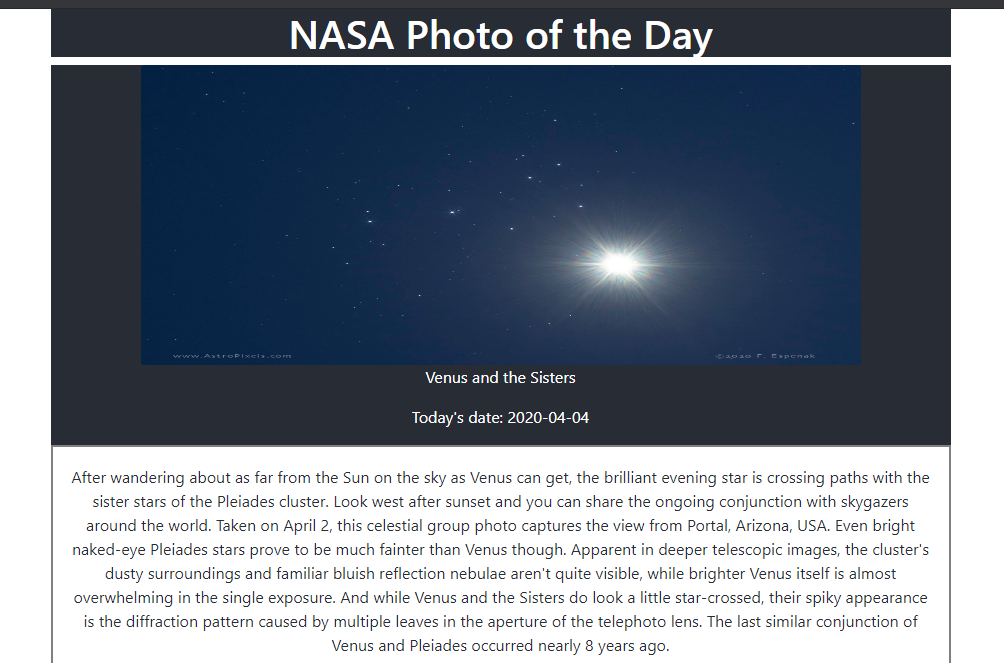 NASA Photo of the Day
www.AstroPixels.com
©2020 F. Espenak
Venus and the Sisters
Today's date: 2020-04-04
After wandering about as far from the Sun on the sky as Venus can get, the brilliant evening star is crossing paths with the
sister stars of the Pleiades cluster. Look west after sunset and you can share the ongoing conjunction with skygazers
around the world. Taken on April 2, this celestial group photo captures the view from Portal, Arizona, USA. Even bright
naked-eye Pleiades stars prove to be much fainter than Venus though. Apparent in deeper telescopic images, the cluster's
dusty surroundings and familiar bluish reflection nebulae aren't quite visible, while brighter Venus itself is almost
overwhelming in the single exposure. And while Venus and the Sisters do look a little star-crossed, their spiky appearance
is the diffraction pattern caused by multiple leaves in the aperture of the telephoto lens. The last similar conjunction of
Venus and Pleiades occurred nearly 8 years ago.